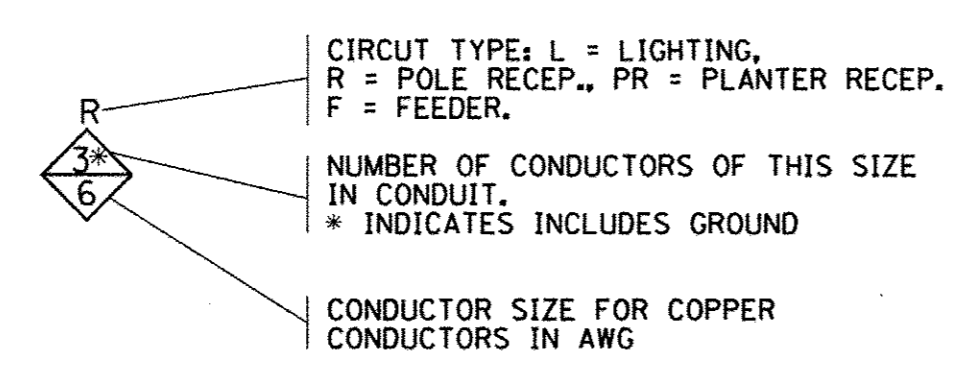 CIRCUT TYPE: L = LIGHTING,
R = POLE RECEP., PR = PLANTER RECEP.
F = FEEDER.
R
3*
6
NUMBER OF CONDUCTORS OF THIS SIZE
IN CONDUIT.
* INDICATES INCLUDES GROUND
CONDUCTOR SIZE FOR COPPER
CONDUCTORS IN AWG